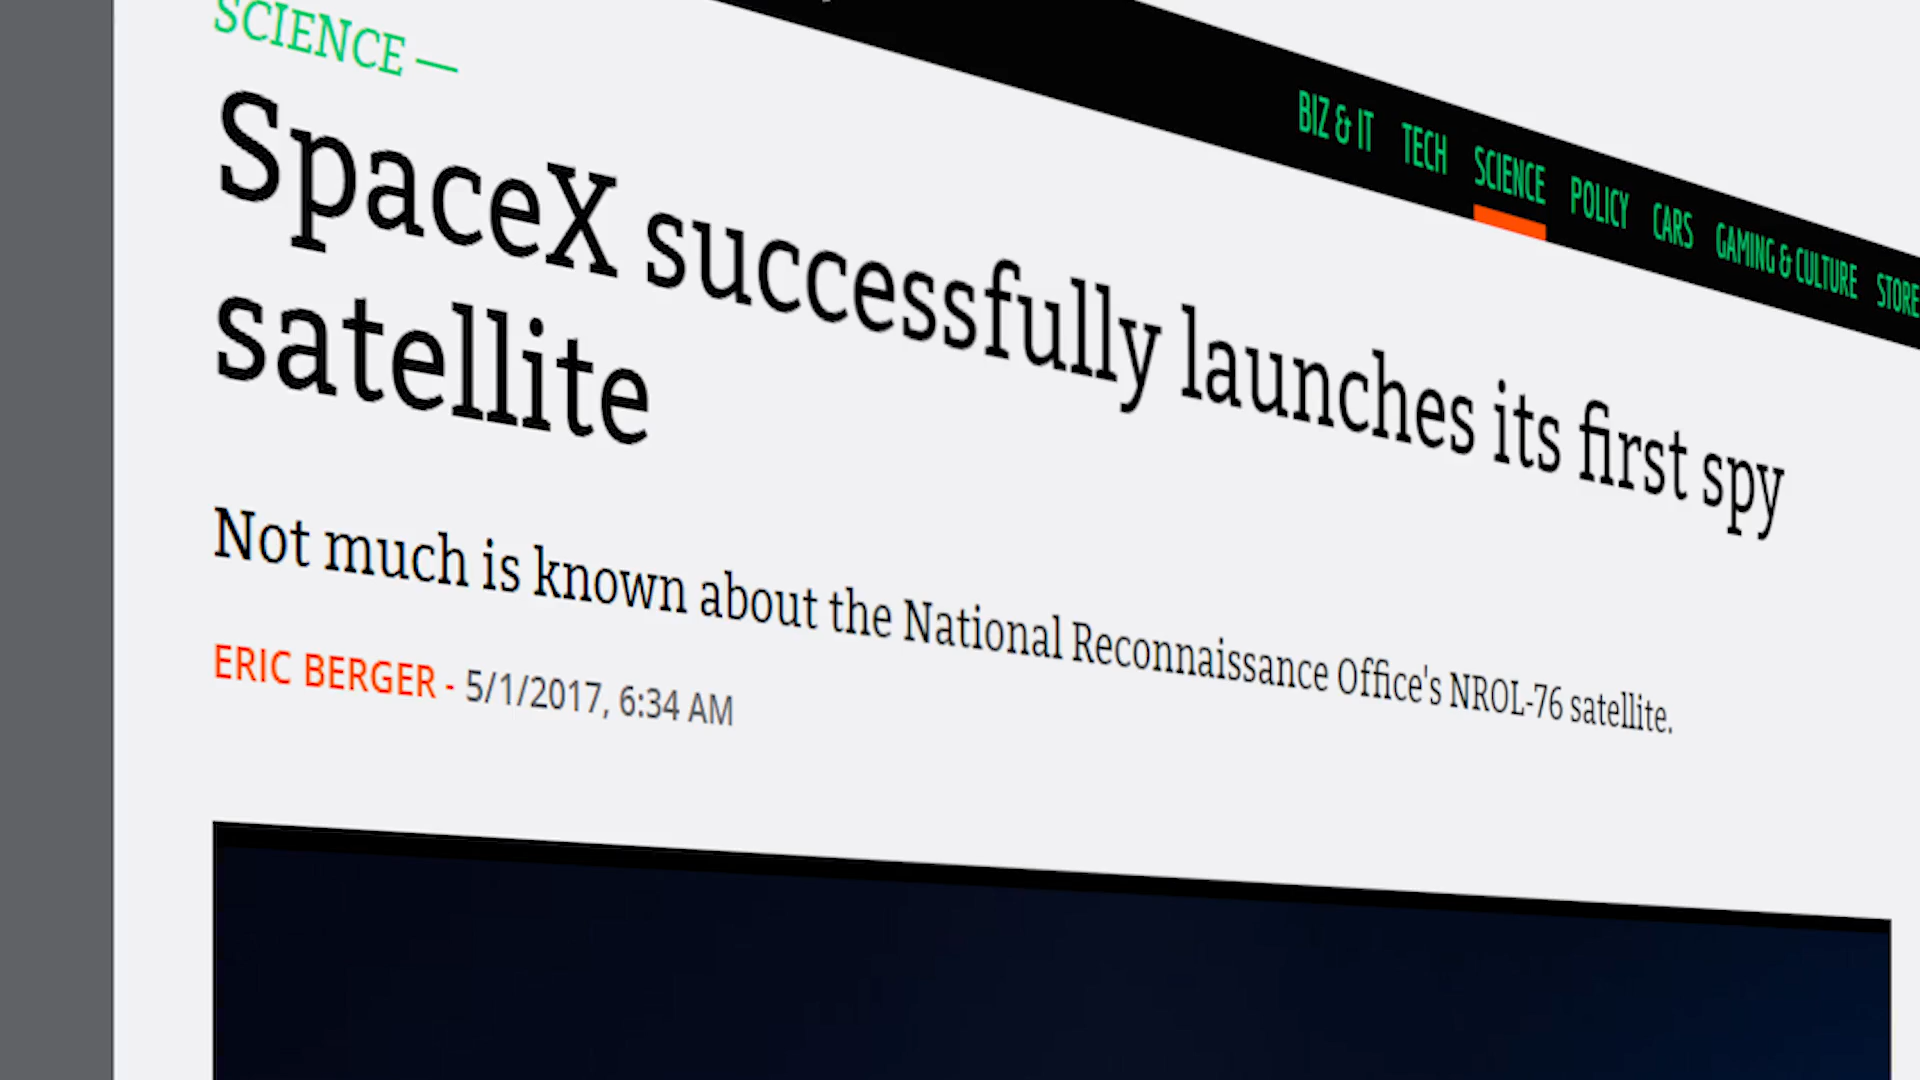 BIZ & IT TECH SCIENCE POLICY CARS GAMING & CULTURE STORE
SCIENCE —
SpaceX successfully launches its first spy
satellite
Not much is known about the National Reconnaissance Office's NROL-76 satellite.
ERIC BERGER - 5/1/2017, 6:34 AM